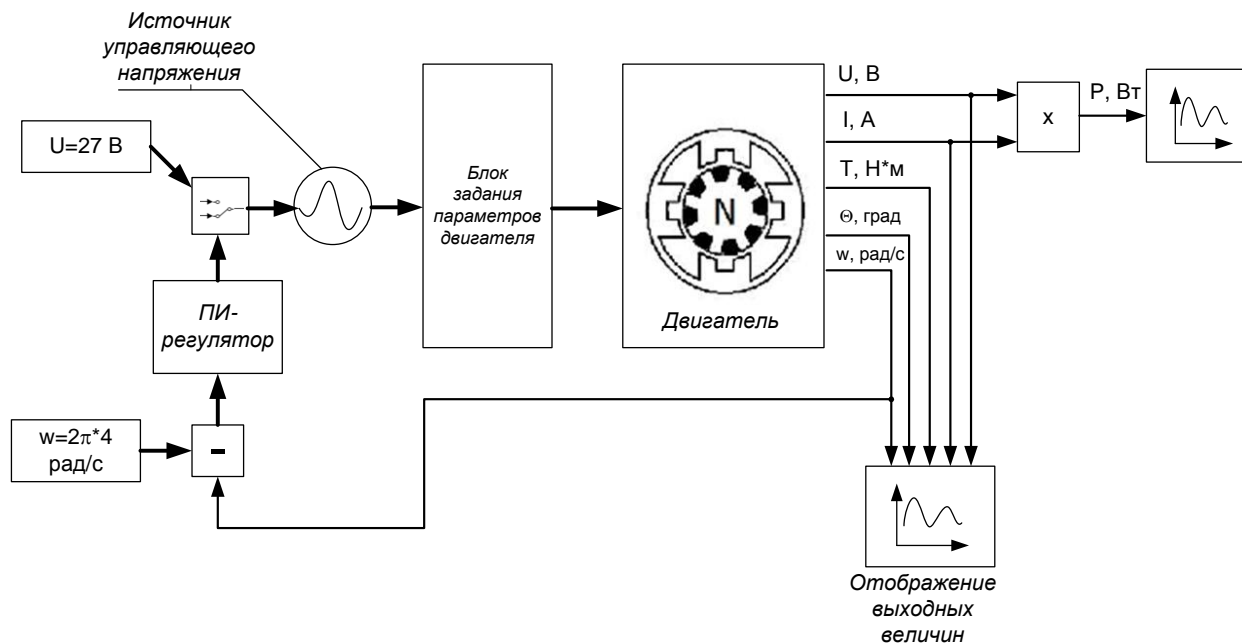 Источник
управляющего
напряжения
U=27 В
Блок
задания
параметров
двигателя
N
Двигатель
U, В
I, А
T, Н*м
Θ, град
w, рад/с
x
P, Вт
ПИ-
регулятор
w=2π*4
рад/с
-
Отображение
выходных
величин